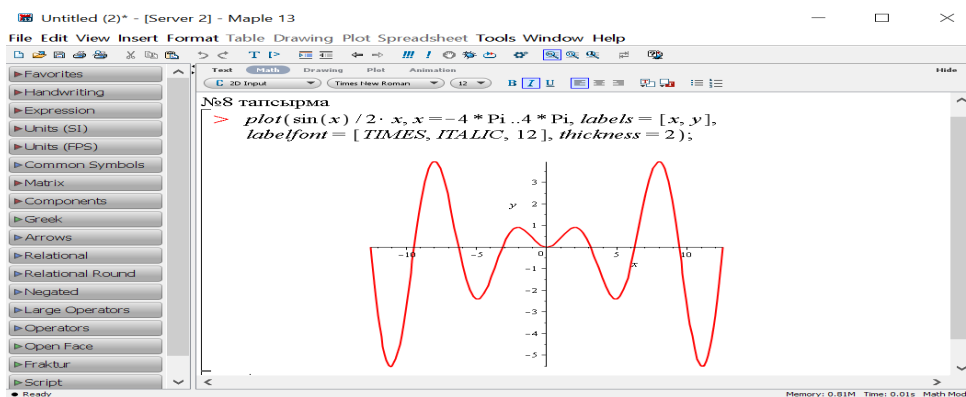 Untitled (2)* - [Server 2] - Maple 13
File Edit View Insert Format Table Drawing Plot Spreadsheet Tools Window Help
Text Math Drawing Plot Animation Hide
C 2D Input Times New Roman 12 B I U
Favorites
Handwriting
Expression
Units (SI)
Units (FPS)
Common Symbols
Matrix
Components
Greek
Arrows
Relational
Relational Round
Negated
Large Operators
Operators
Open Face
Fraktur
Script
№8 тапсырма
> plot(sin(x) / 2· x, x = −4 * Pi ..4 * Pi, labels = [x, y],
labelfont = [TIMES, ITALIC, 12], thickness = 2);
3
y 2
1
−10 −5 0 5 10
x
−1
−2
−3
−4
−5
Ready Memory: 0.81M Time: 0.01s Math Mod